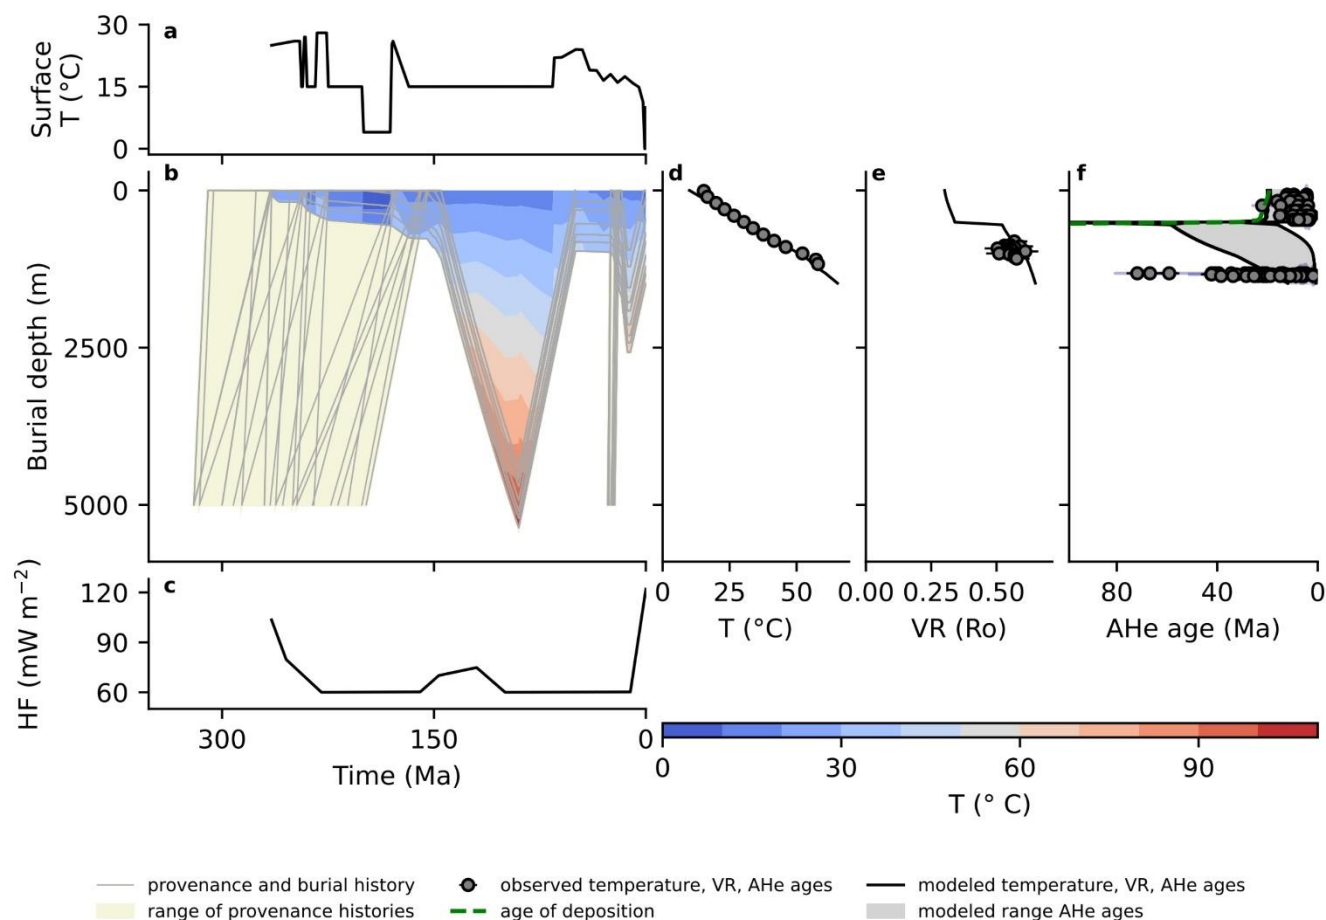 a
30
15
0
Surface
T (°C)
b
0
2500
5000
Burial depth (m)
c
120
90
60
HF (mW m⁻²)
300
150
0
Time (Ma)
d
0
50
T (°C)
e
0.00
0.25
0.50
VR (Ro)
f
80
40
0
AHe age (Ma)
0
30
60
90
T (° C)
provenance and burial history
range of provenance histories
observed temperature, VR, AHe ages
age of deposition
modeled temperature, VR, AHe ages
modeled range AHe ages